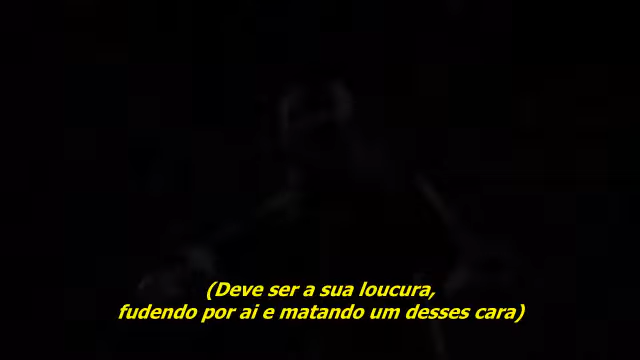 (Deve ser a sua loucura,
fudendo por ai e matando um desses cara)